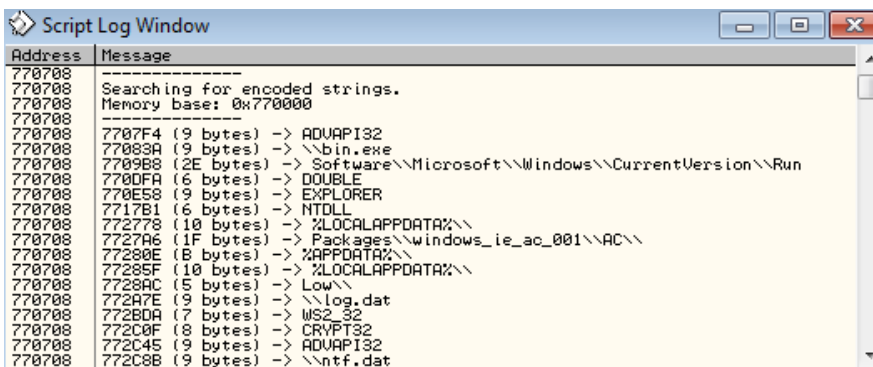 Script Log Window
Address Message
770708 --------------
770708 Searching for encoded strings.
770708 Memory base: 0x770000
770708 --------------
770708 7707F4 (9 bytes) -> ADVAPI32
770708 77083A (9 bytes) -> \\bin.exe
770708 7709B8 (2E bytes) -> Software\\Microsoft\\Windows\\CurrentVersion\\Run
770708 770DFA (6 bytes) -> DOUBLE
770708 770E58 (9 bytes) -> EXPLORER
770708 7717B1 (6 bytes) -> NTDLL
770708 772778 (10 bytes) -> %LOCALAPPDATA%\\
770708 7727A6 (1F bytes) -> Packages\\windows_ie_ac_001\\AC\\
770708 77280E (B bytes) -> %APPDATA%\\
770708 77285F (10 bytes) -> %LOCALAPPDATA%\\
770708 7728AC (5 bytes) -> Low\\
770708 772A7E (9 bytes) -> \\log.dat
770708 772BDA (7 bytes) -> WS2_32
770708 772C0F (8 bytes) -> CRYPT32
770708 772C45 (9 bytes) -> ADVAPI32
770708 772C8B (9 bytes) -> \\ntf.dat